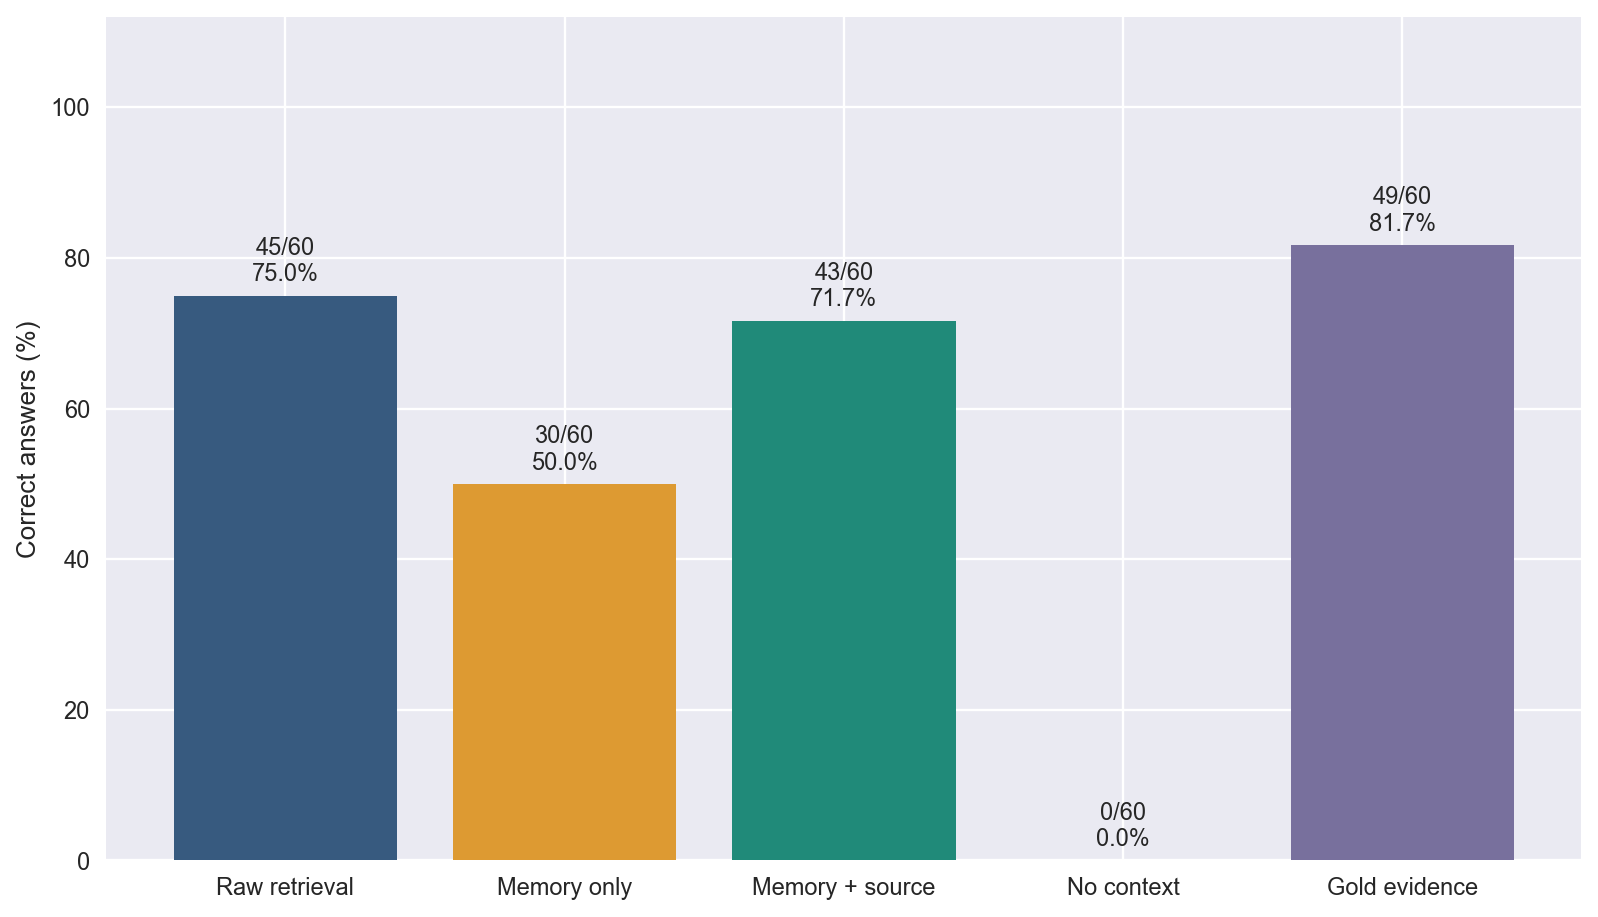 Correct answers (%)
100
80
60
40
20
0
45/60
75.0%
30/60
50.0%
43/60
71.7%
0/60
0.0%
49/60
81.7%
Raw retrieval
Memory only
Memory + source
No context
Gold evidence